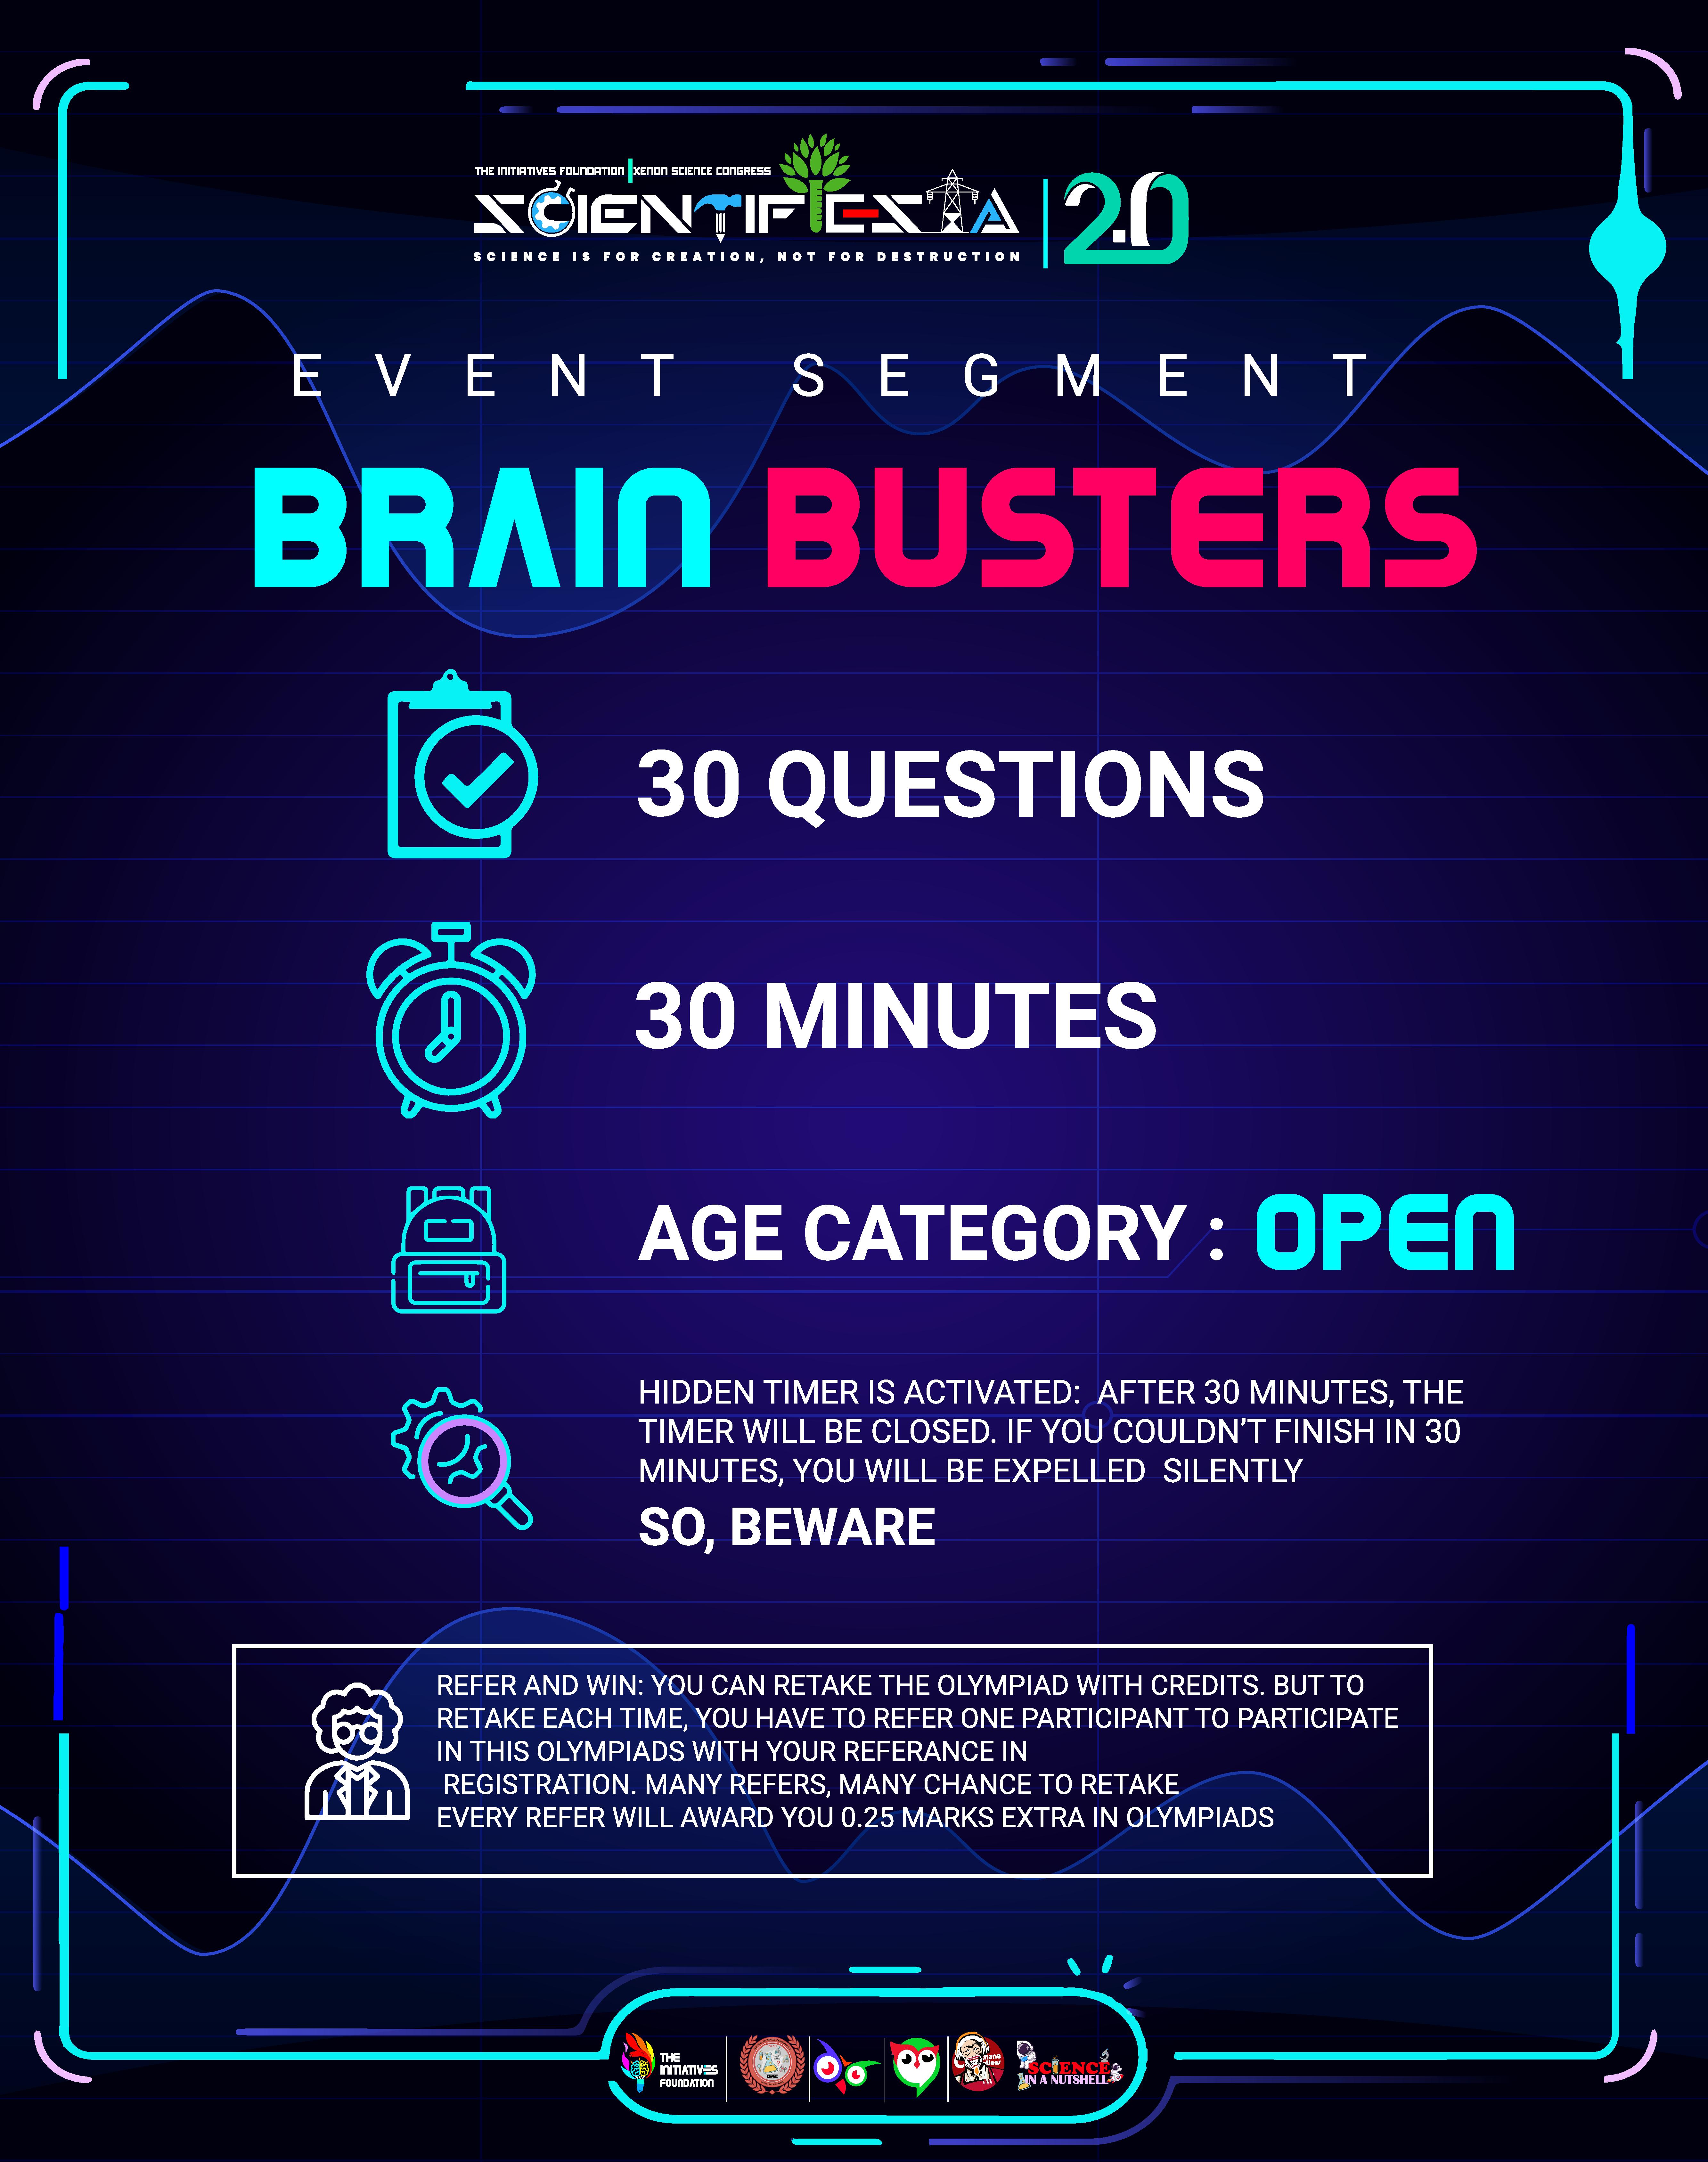 THE INITIATIVES FOUNDATION XENON SCIENCE CONGRESS
SCIENTIFIESTA 2.0
SCIENCE IS FOR CREATION, NOT FOR DESTRUCTION
EVENT SEGMENT
BRAIN BUSTERS
30 QUESTIONS
30 MINUTES
AGE CATEGORY : OPEN
HIDDEN TIMER IS ACTIVATED: AFTER 30 MINUTES, THE
TIMER WILL BE CLOSED. IF YOU COULDN'T FINISH IN 30
MINUTES, YOU WILL BE EXPELLED SILENTLY
SO, BEWARE
REFER AND WIN: YOU CAN RETAKE THE OLYMPIAD WITH CREDITS. BUT TO
RETAKE EACH TIME, YOU HAVE TO REFER ONE PARTICIPANT TO PARTICIPATE
IN THIS OLYMPIADS WITH YOUR REFERANCE IN
REGISTRATION. MANY REFERS, MANY CHANCE TO RETAKE
EVERY REFER WILL AWARD YOU 0.25 MARKS EXTRA IN OLYMPIADS
THE
INITIATIVES
FOUNDATION
SCIENCE
IN A NUTSHELL